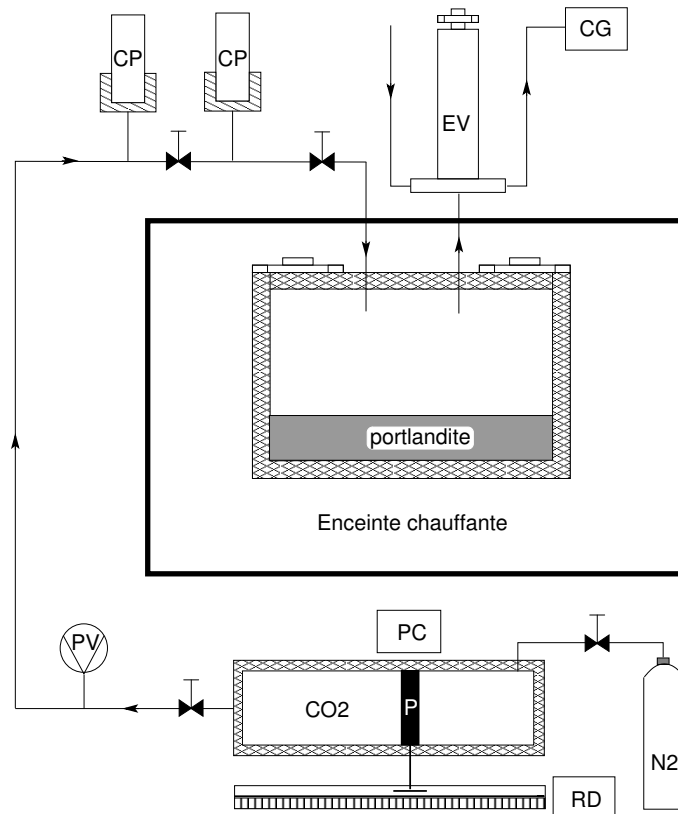 CP
CP
CG
EV
portlandite
Enceinte chauffante
PV
PC
CO2
P
N2
RD